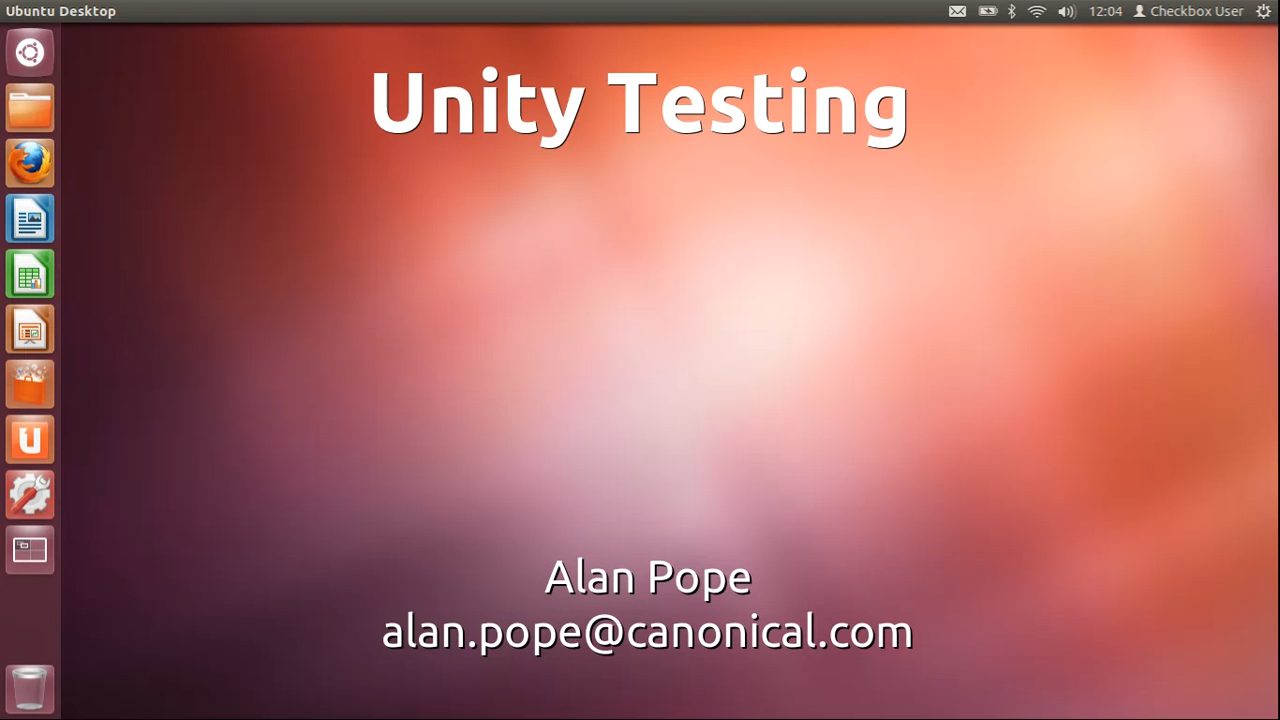 Ubuntu Desktop
12:04 Checkbox User
Unity Testing
Alan Pope
alan.pope@canonical.com